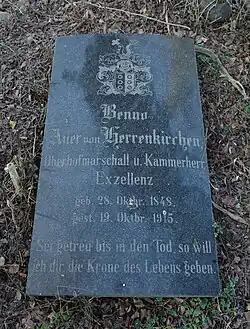 Benno
Auer von Herrenkirchen
Oberhofmarschall u. Kammerherr
Exzellenz
geb. 28. Oktbr. 1848.
gest. 19. Oktbr. 1915.
Sei getreu bis in den Tod, so will
ich dir die Krone des Lebens geben.